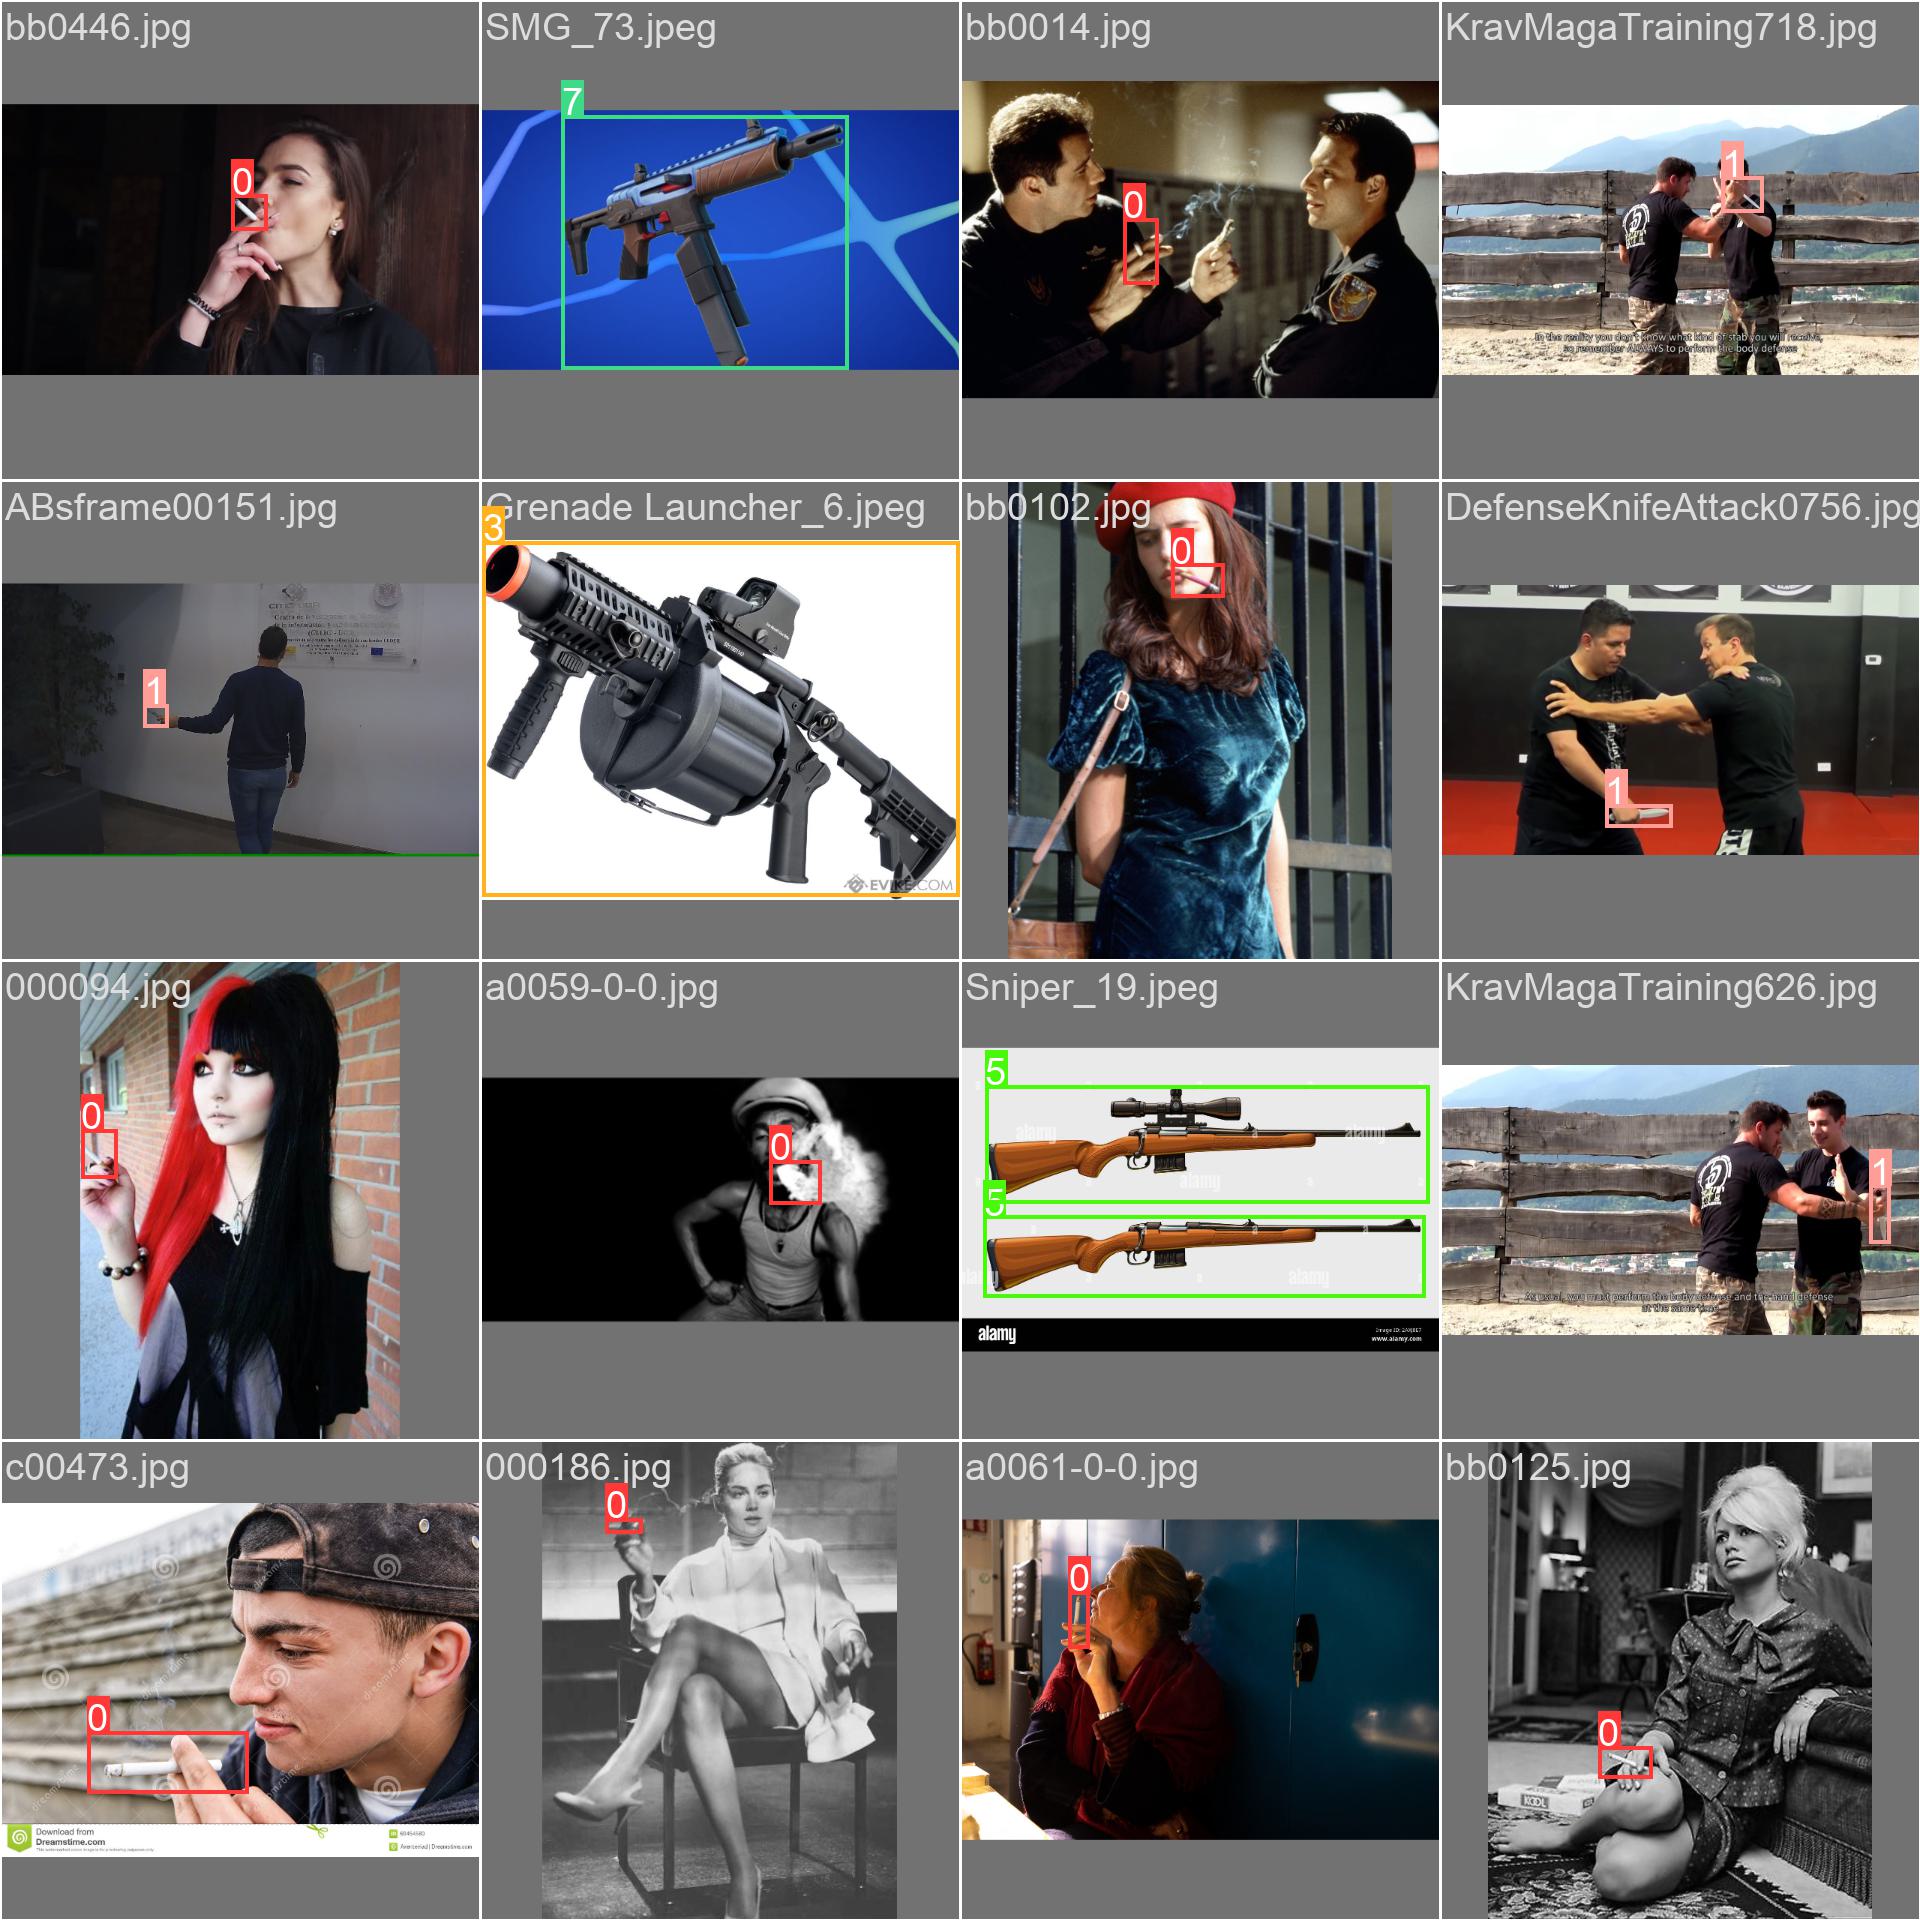 bb0446.jpg
SMG_73.jpeg
bb0014.jpg
KravMagaTraining718.jpg
0
7
0
1
In the reality you don't know what kind of stab you will receive,
so remember ALWAYS to perform the body defense
ABsframe00151.jpg
Grenade Launcher_6.jpeg
bb0102.jpg
DefenseKnifeAttack0756.jpg
1
3
0
1
EVIKE.COM
000094.jpg
a0059-0-0.jpg
Sniper_19.jpeg
KravMagaTraining626.jpg
0
0
5
5
1
alamy
alamy
alamy
alamy
alamy
alamy
www.alamy.com
As usual, you must perform the body defense and the hand defense
at the same time
c00473.jpg
000186.jpg
a0061-0-0.jpg
bb0125.jpg
0
0
0
0
KOOL
dreamstime
Download from
Dreamstime.com